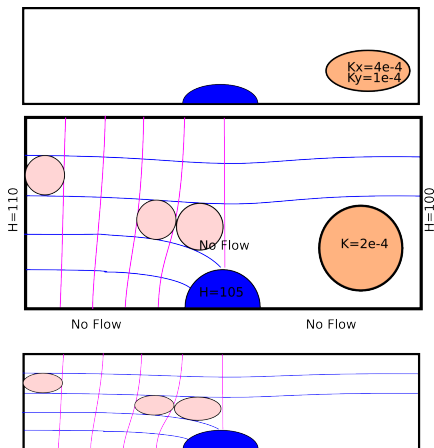 Kx=4e-4
Ky=1e-4
H=110
H=100
No Flow
K=2e-4
H=105
No Flow
No Flow